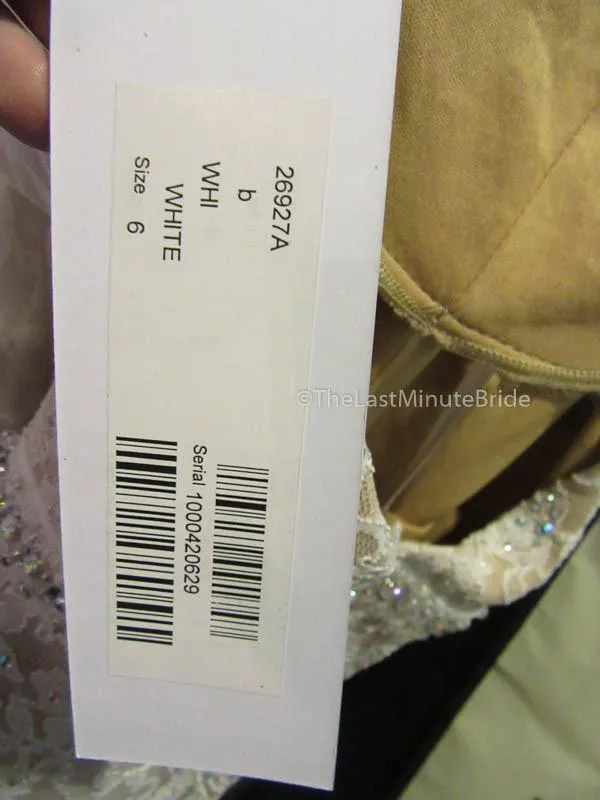 26927A
b
WHI
WHITE
Size 6
Serial 1000420629
©TheLastMinuteBride